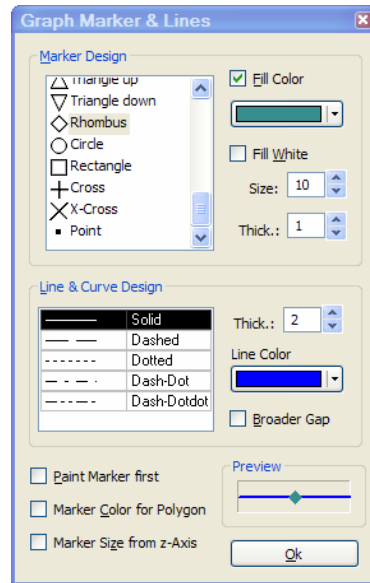 Graph Marker & Lines
Marker Design
Triangle up
Triangle down
Rhombus
Circle
Rectangle
Cross
X-Cross
Point
Fill Color
Fill White
Size: 10
Thick.: 1
Line & Curve Design
Solid
Dashed
Dotted
Dash-Dot
Dash-Dotdot
Thick.: 2
Line Color
Broader Gap
Paint Marker first
Marker Color for Polygon
Marker Size from z-Axis
Preview
Ok